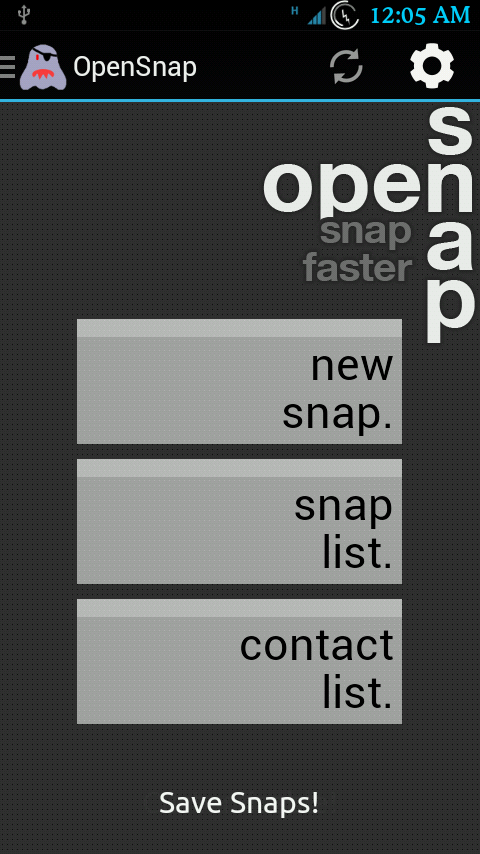 H
12:05 AM
OpenSnap
snap
open
snap
faster
new
snap.
snap
list.
contact
list.
Save Snaps!